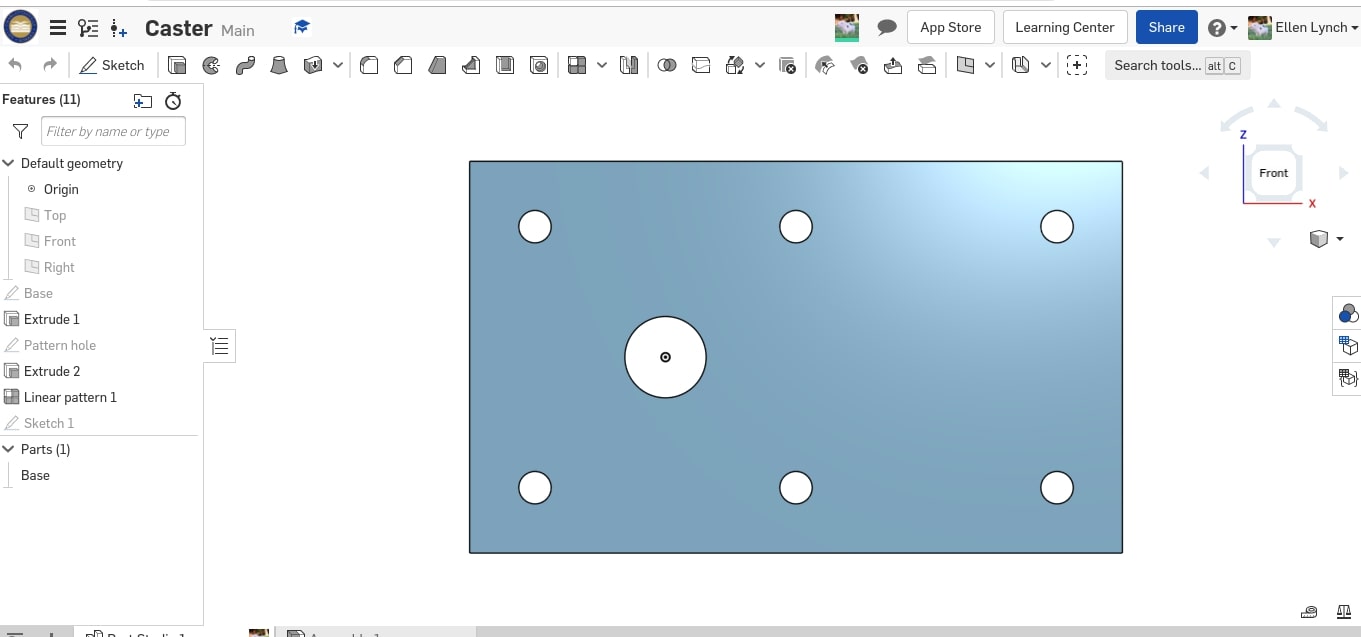 Caster Main
App Store
Learning Center
Share
Ellen Lynch
Sketch
Search tools... alt C
Features (11)
Filter by name or type
Default geometry
Origin
Top
Front
Right
Base
Extrude 1
Pattern hole
Extrude 2
Linear pattern 1
Sketch 1
Parts (1)
Base
Z
Front
X